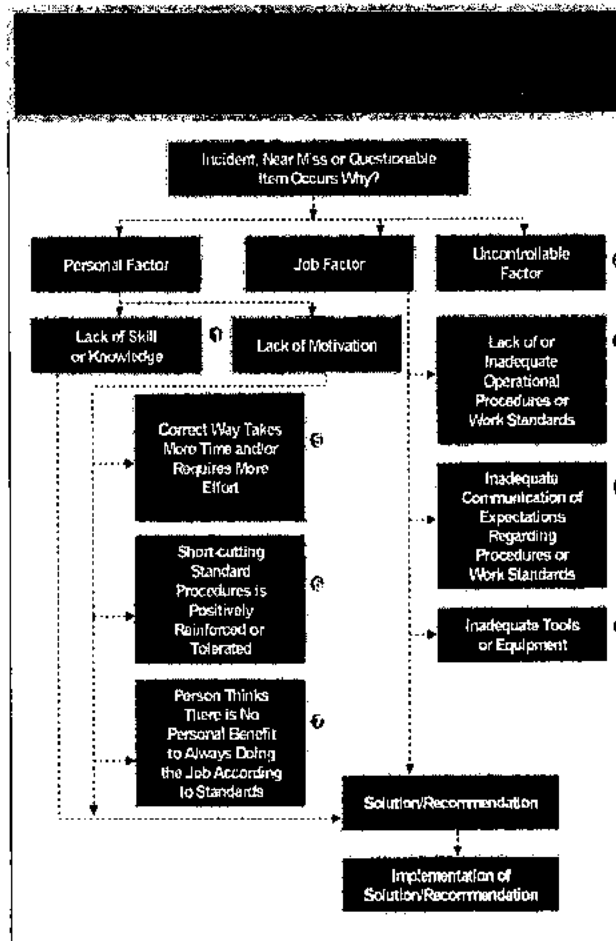 Incident, Near Miss or Questionable
Item Occurs Why?
Personal Factor
Job Factor
Uncontrollable
Factor
Lack of Skill
or Knowledge
1
Lack of Motivation
Lack of or
Inadequate
Operational
Procedures or
Work Standards
Correct Way Takes
More Time and/or
Requires More
Effort
5
Inadequate
Communication of
Expectations
Regarding
Procedures or
Work Standards
Short-cutting
Standard
Procedures is
Positively
Reinforced or
Tolerated
6
Inadequate Tools
or Equipment
Person Thinks
There is No
Personal Benefit
to Always Doing
the Job According
to Standards
7
Solution/Recommendation
Implementation of
Solution/Recommendation